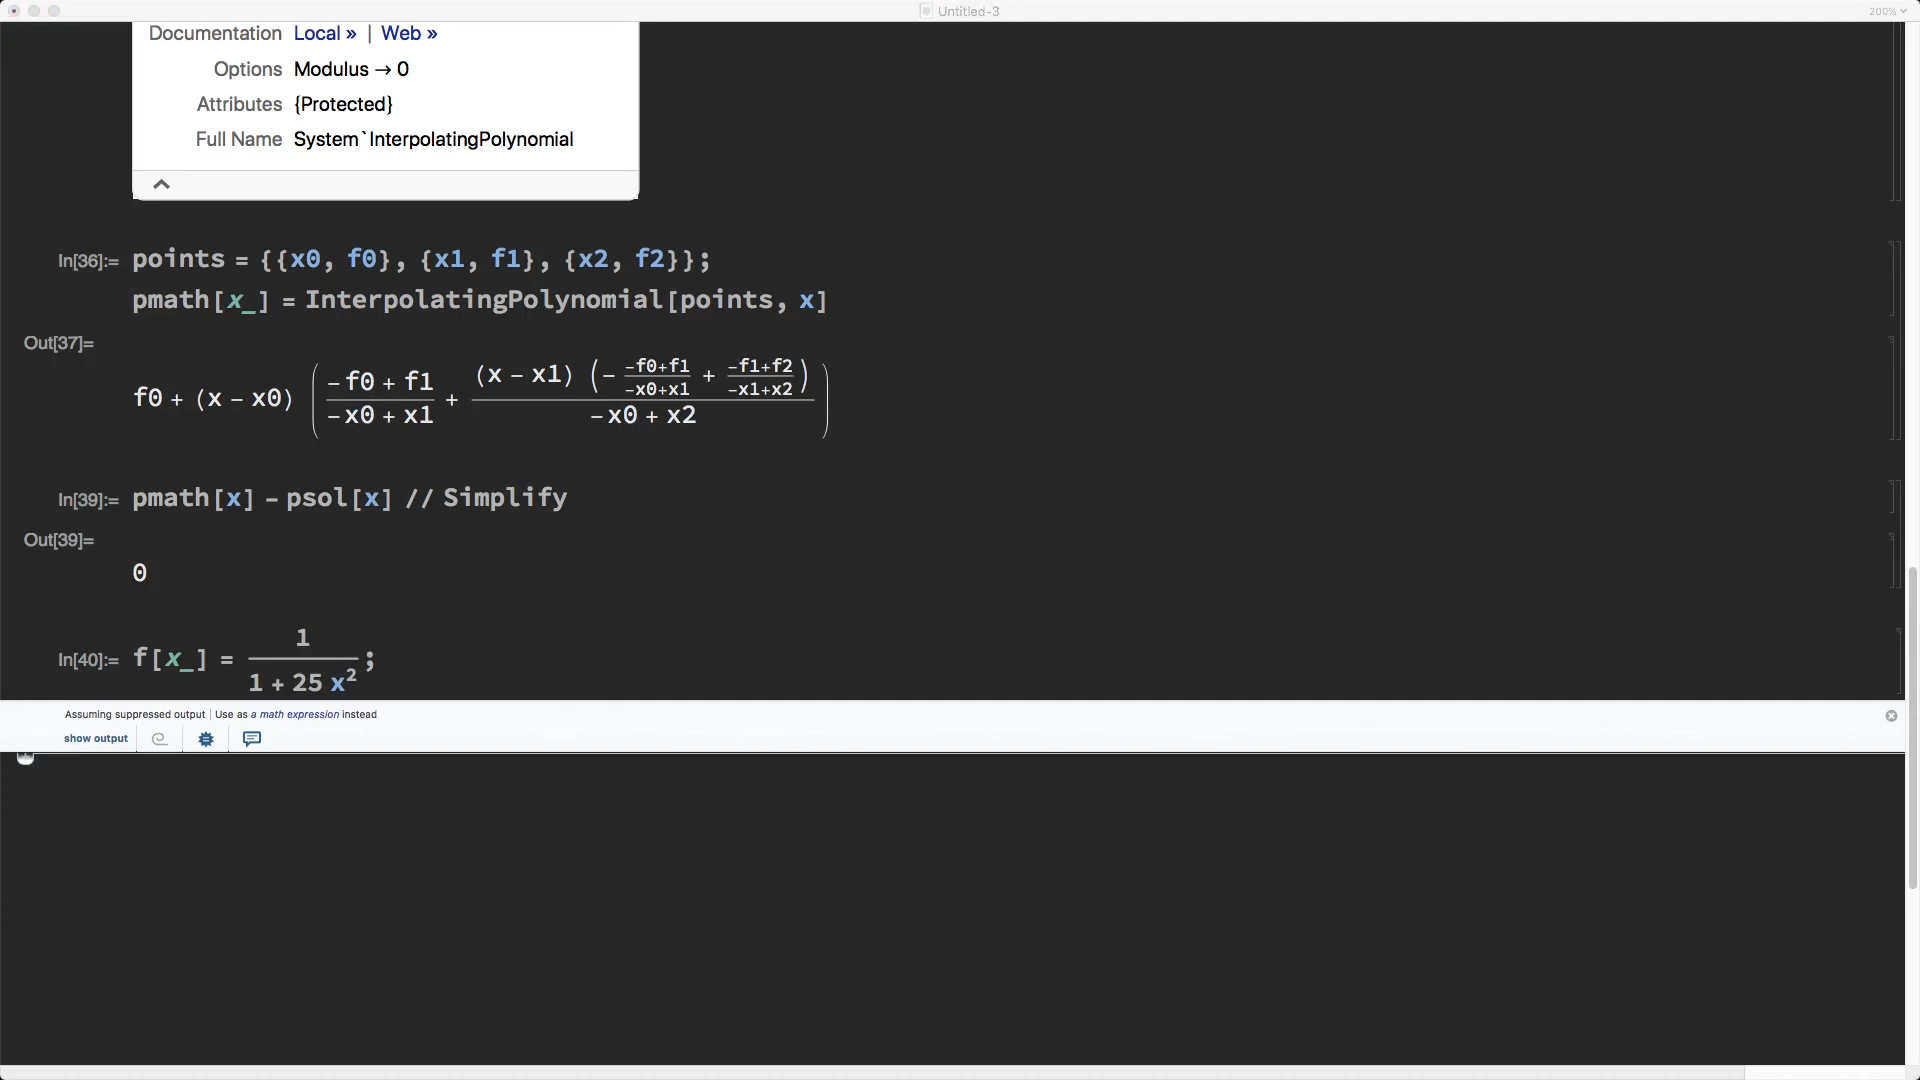 Untitled-3
200%
Documentation Local » | Web »
Options Modulus → 0
Attributes {Protected}
Full Name System`InterpolatingPolynomial
In[36]:= points = {{x0, f0}, {x1, f1}, {x2, f2}};
pmath[x_] = InterpolatingPolynomial[points, x]
Out[37]=
f0 + (x - x0) ((-f0 + f1)/(-x0 + x1) + ((x - x1) (-(-f0+f1)/(-x0+x1) + (-f1+f2)/(-x1+x2)))/(-x0 + x2))
In[39]:= pmath[x] - psol[x] // Simplify
Out[39]=
0
In[40]:= f[x_] = 1/(1 + 25 x²);
Assuming suppressed output | Use as a math expression instead
show output